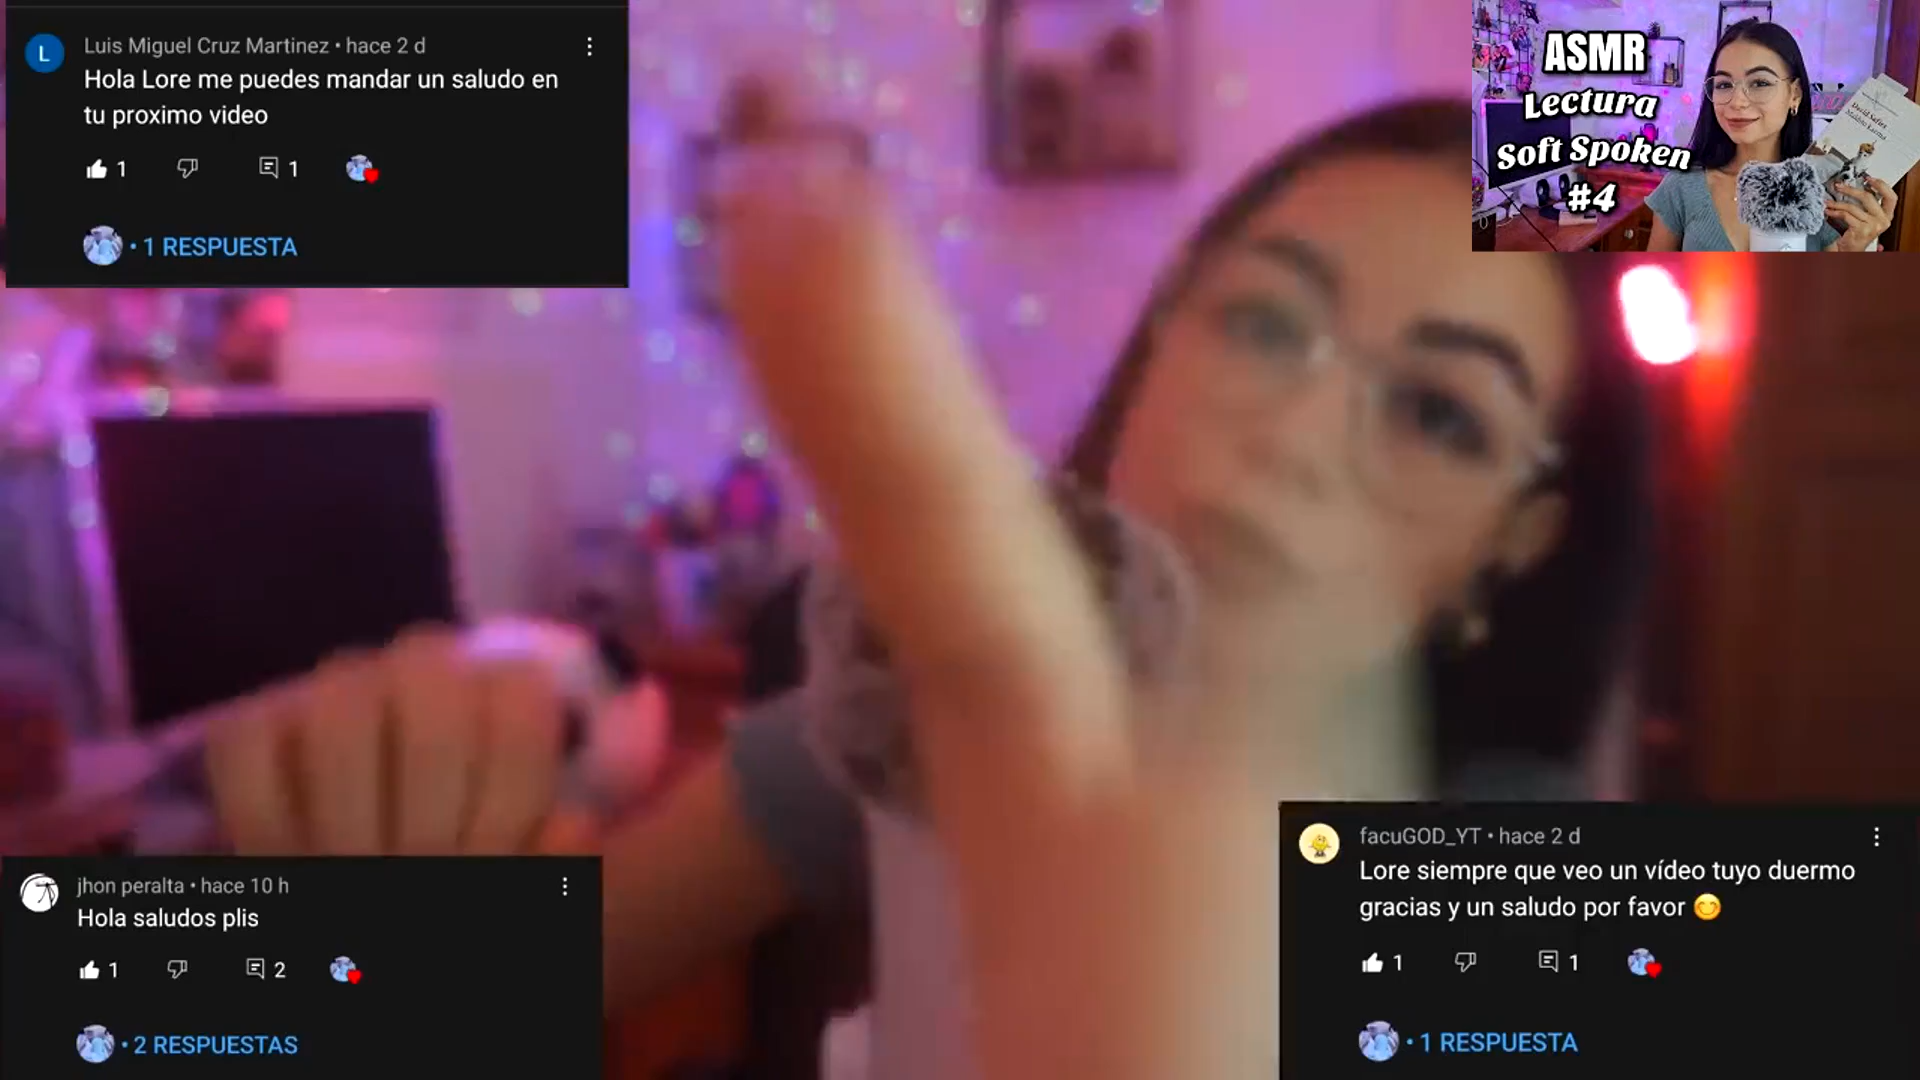 L
Luis Miguel Cruz Martinez • hace 2 d
Hola Lore me puedes mandar un saludo en
tu proximo video
1
1
• 1 RESPUESTA
ASMR
Lectura
Soft Spoken
#4
jhon peralta • hace 10 h
Hola saludos plis
1
2
• 2 RESPUESTAS
facuGOD_YT • hace 2 d
Lore siempre que veo un vídeo tuyo duermo
gracias y un saludo por favor 😊
1
1
• 1 RESPUESTA